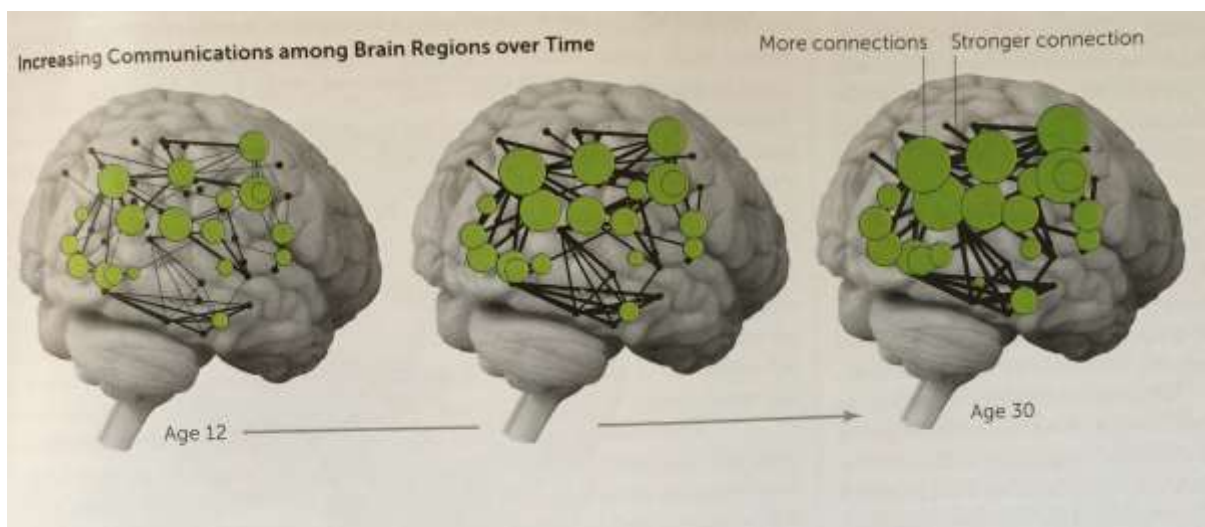 Increasing Communications among Brain Regions over Time
More connections
Stronger connection
Age 12
Age 30